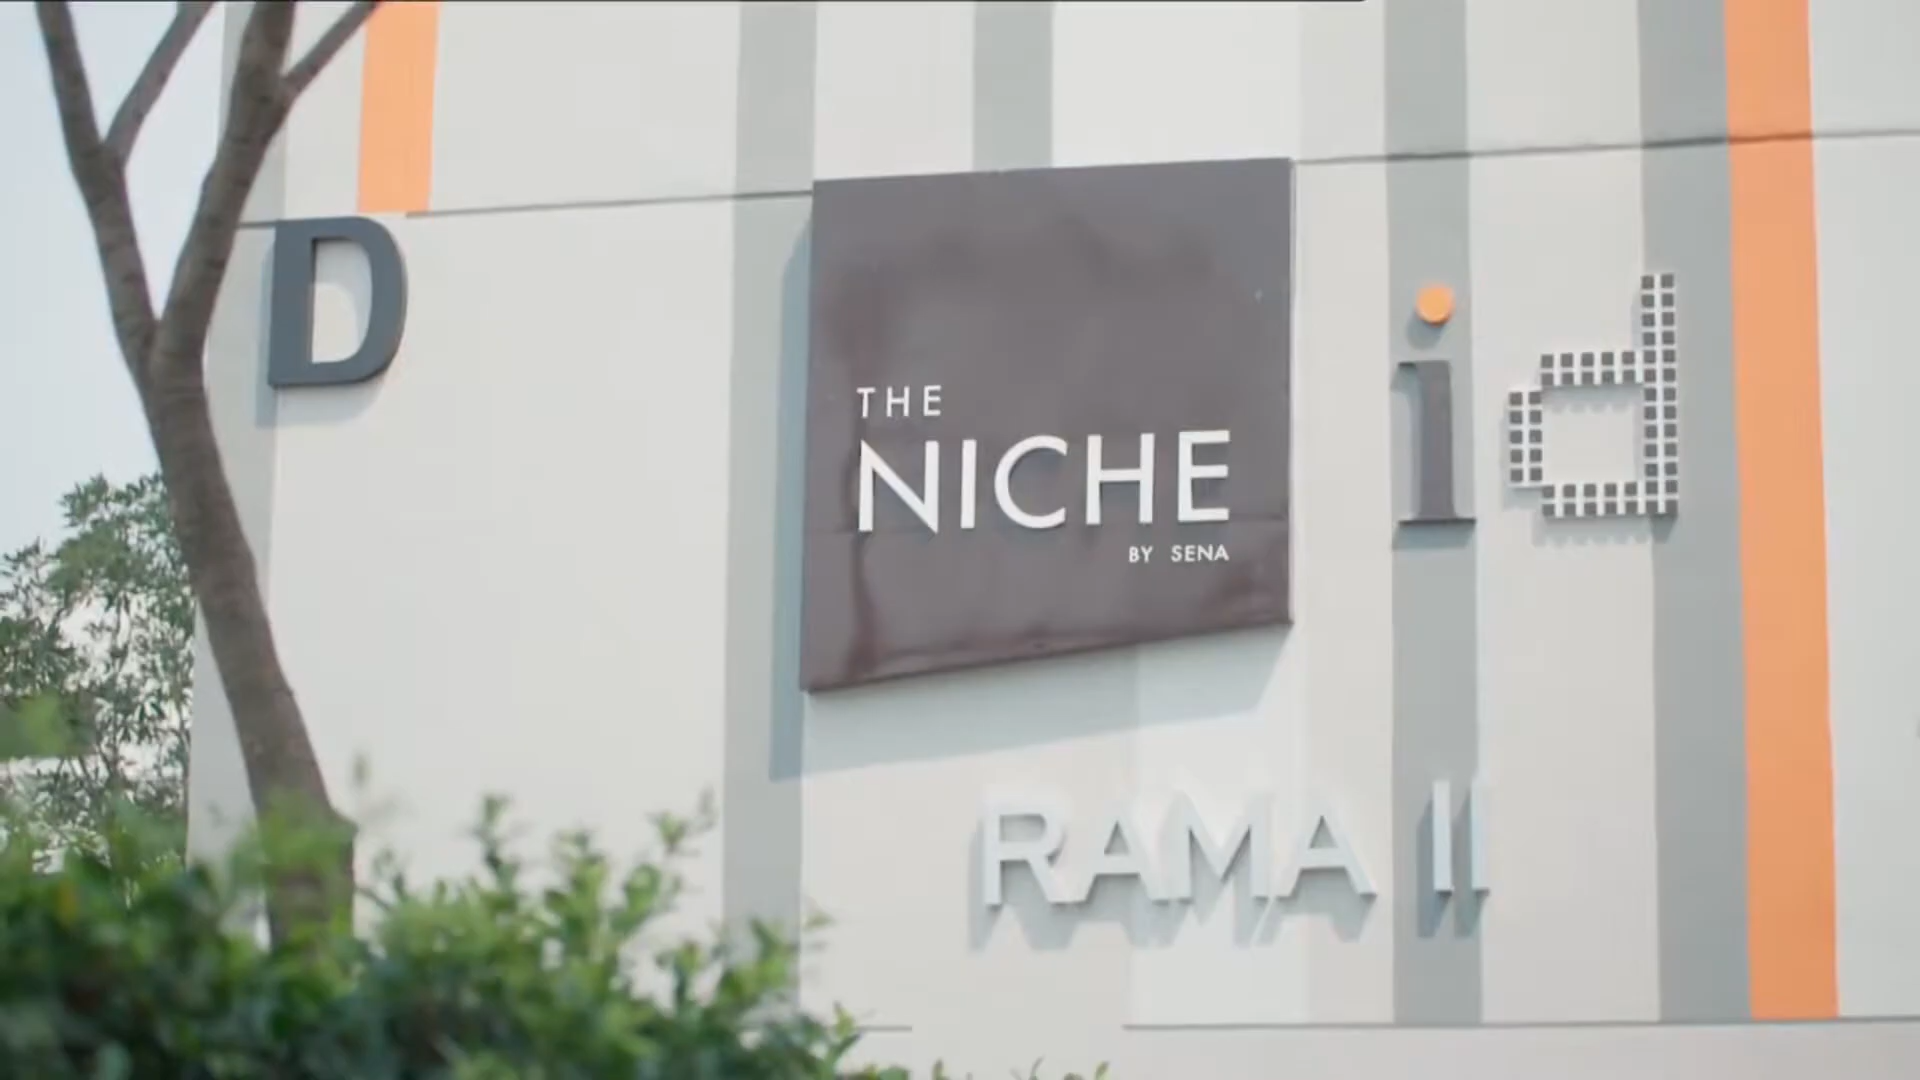 D
THE
NICHE
BY SENA
id
RAMA II